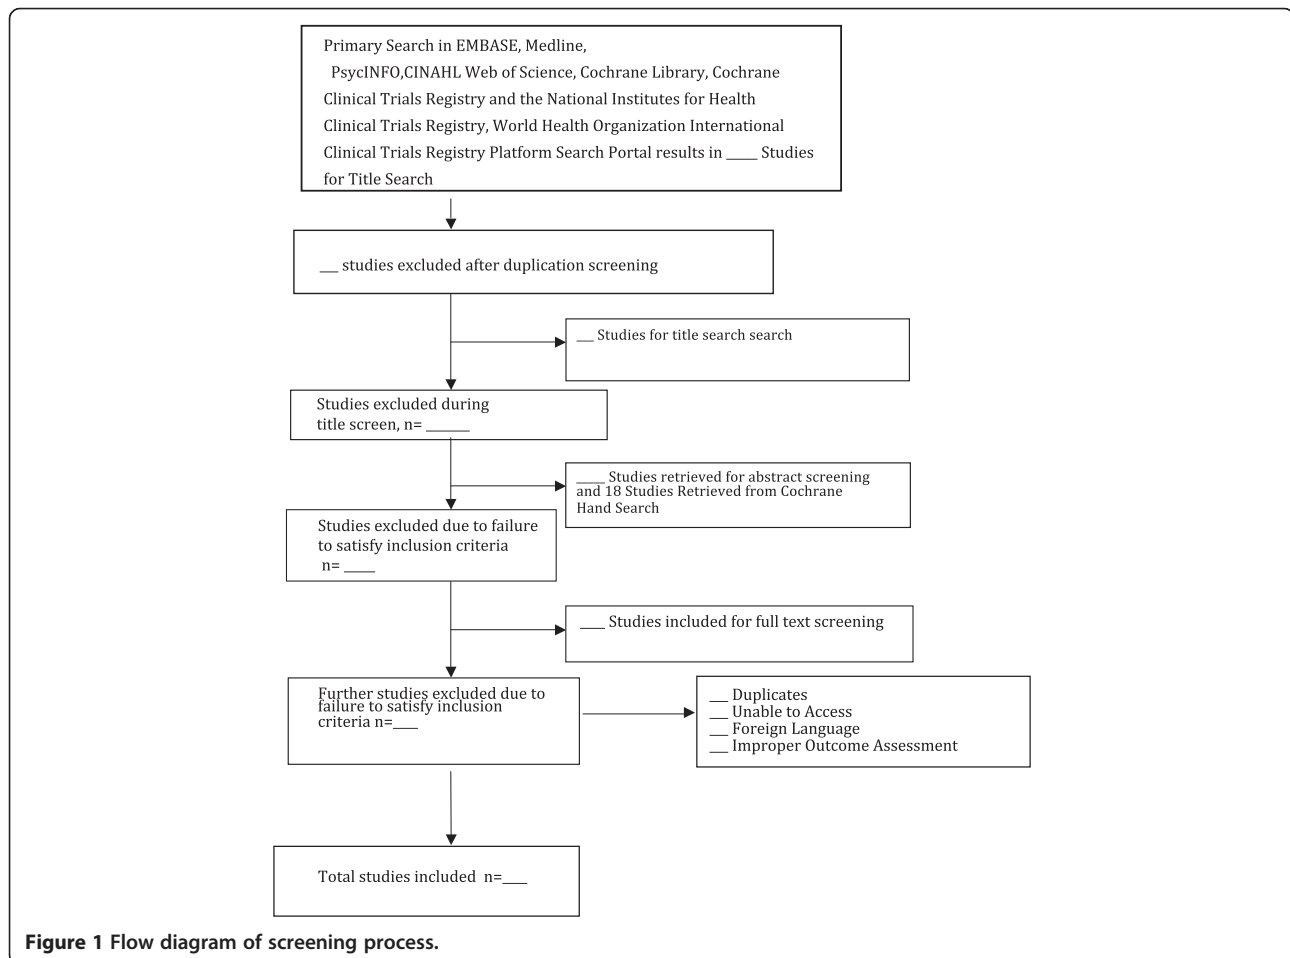 Primary Search in EMBASE, Medline,
PsycINFO,CINAHL Web of Science, Cochrane Library, Cochrane
Clinical Trials Registry and the National Institutes for Health
Clinical Trials Registry, World Health Organization International
Clinical Trials Registry Platform Search Portal results in _____ Studies
for Title Search
___ studies excluded after duplication screening
___ Studies for title search search
Studies excluded during
title screen, n= _______
_____ Studies retrieved for abstract screening
and 18 Studies Retrieved from Cochrane
Hand Search
Studies excluded due to failure
to satisfy inclusion criteria
n= _____
____ Studies included for full text screening
Further studies excluded due to
failure to satisfy inclusion
criteria n=____
___ Duplicates
___ Unable to Access
___ Foreign Language
___ Improper Outcome Assessment
Total studies included n=____
Figure 1 Flow diagram of screening process.